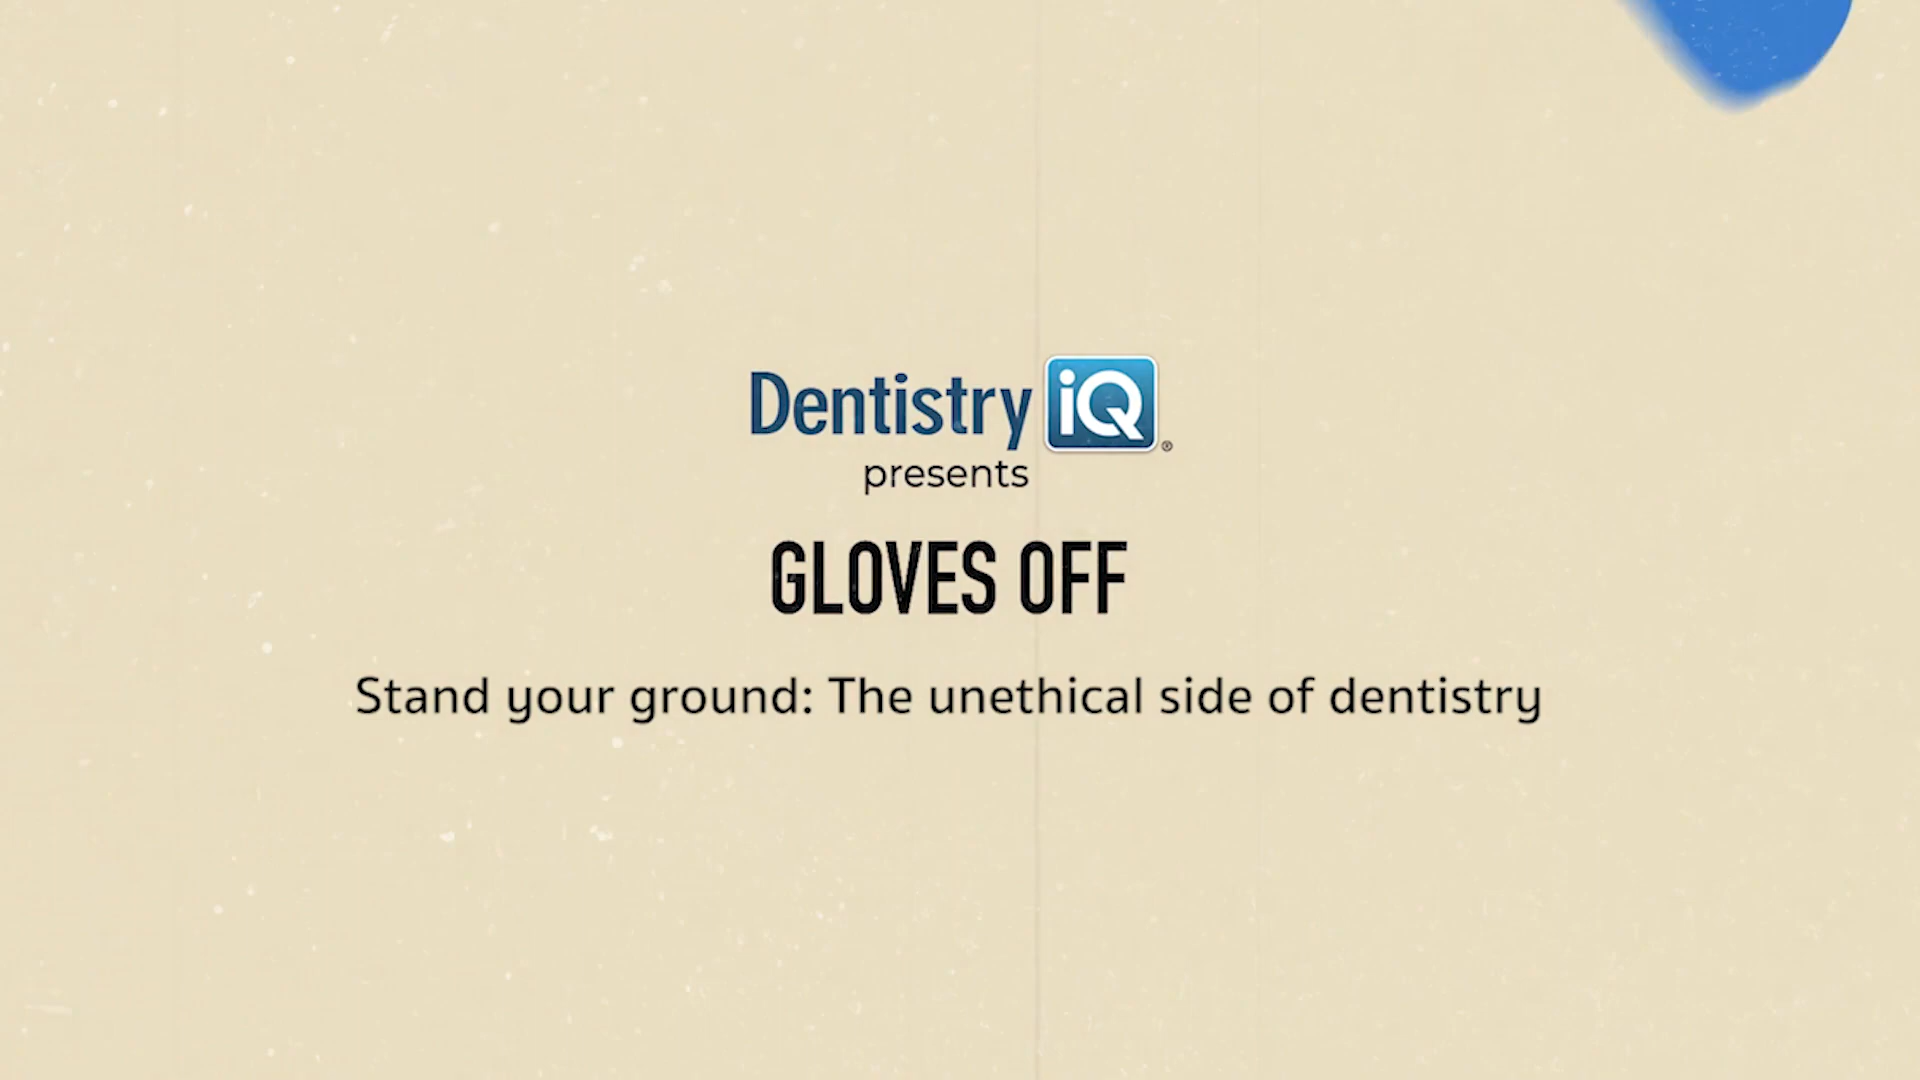 Dentistry iQ®
presents
GLOVES OFF
Stand your ground: The unethical side of dentistry